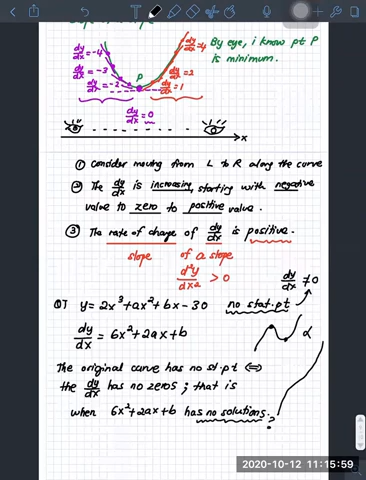 By eye, i know pt P
is minimum.
P
dy/dx = -4
dy/dx = -3
dy/dx = -2
dy/dx = 4
dy/dx = 2
dy/dx = 1
dy/dx = 0
x
① Consider moving from L to R along the curve
② The dy/dx is increasing, starting with negative
value to zero to positive value.
③ The rate of change of dy/dx is positive.
slope of a slope
d²y/dx² > 0
dy/dx ≠ 0
Q7 y = 2x³ + ax² + bx - 30 no stat. pt
dy/dx = 6x² + 2ax + b
The original curve has no st. pt ⇔
the dy/dx has no zeros ; that is
when 6x² + 2ax + b has no solutions.
?
2020-10-12 11:15:59